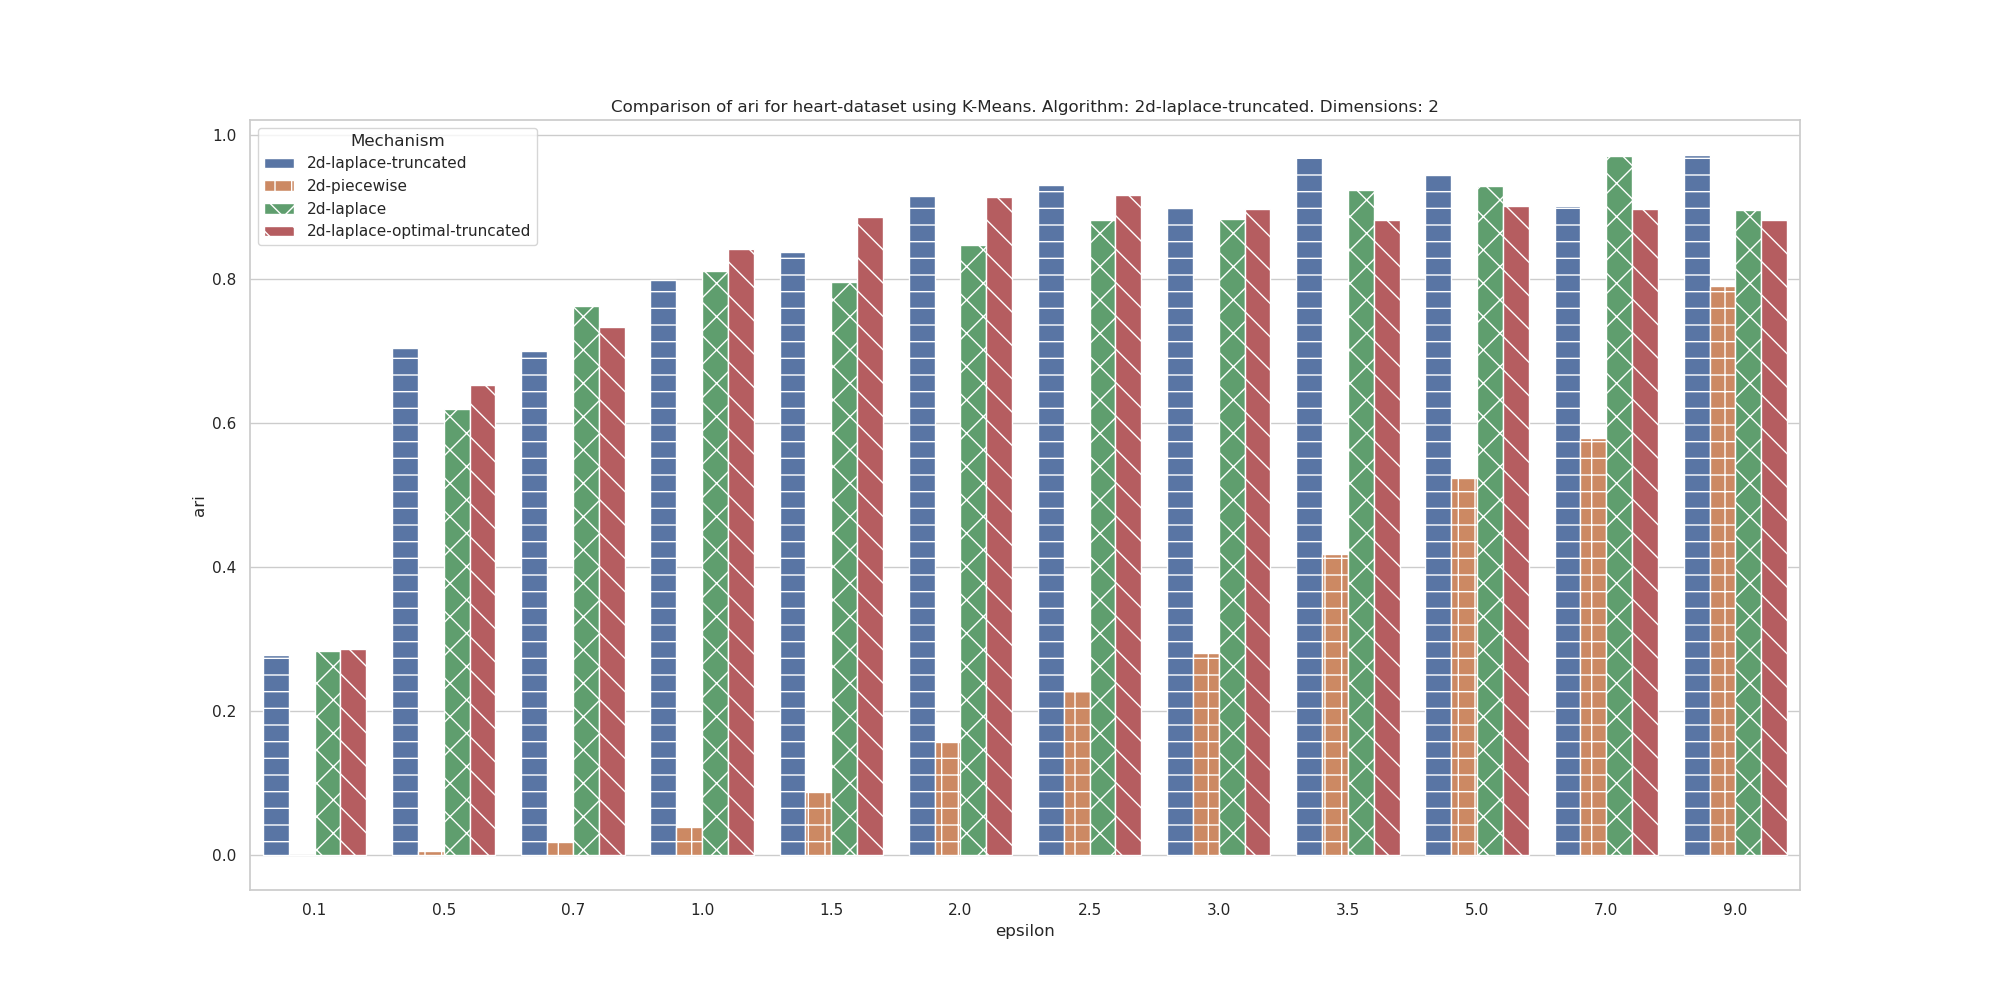 Comparison of ari for heart-dataset using K-Means. Algorithm: 2d-laplace-truncated. Dimensions: 2
Mechanism
2d-laplace-truncated
2d-piecewise
2d-laplace
2d-laplace-optimal-truncated
1.0
0.8
0.6
0.4
0.2
0.0
ari
0.1 0.5 0.7 1.0 1.5 2.0 2.5 3.0 3.5 5.0 7.0 9.0
epsilon